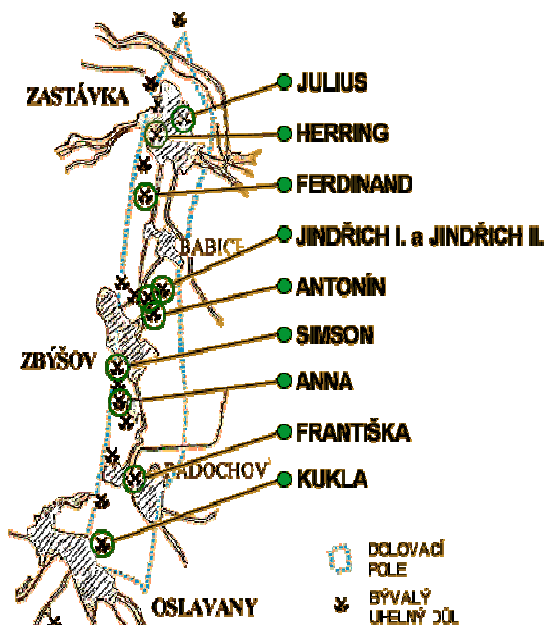 ZASTÁVKA
JULIUS
HERRING
FERDINAND
BABICE
JINDŘICH I. a JINDŘICH II.
ANTONÍN
ZBÝŠOV
SIMSON
ANNA
FRANTIŠKA
PADOCHOV
KUKLA
OSLAVANY
DOLOVACÍ
POLE
BÝVALÝ
UHELNÝ DŮL